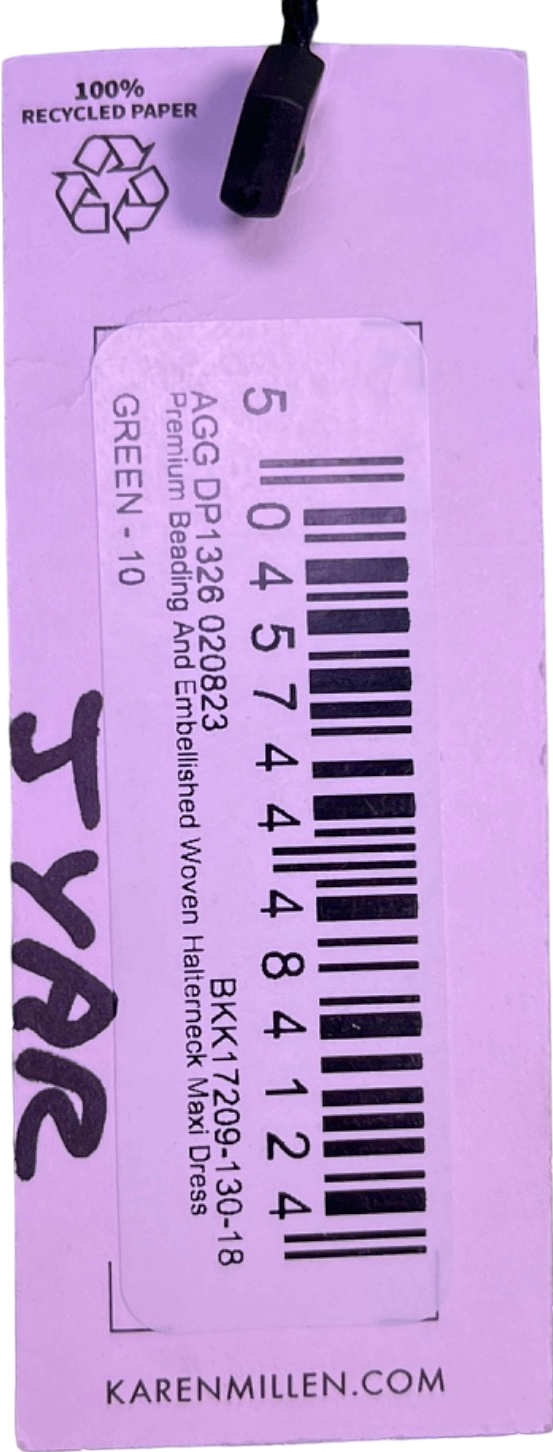 100%
RECYCLED PAPER
5 045744 484124
AGG DP1326 020823 BKK17209-130-18
Premium Beading And Embellished Woven Halterneck Maxi Dress
GREEN - 10
JYAR
KARENMILLEN.COM